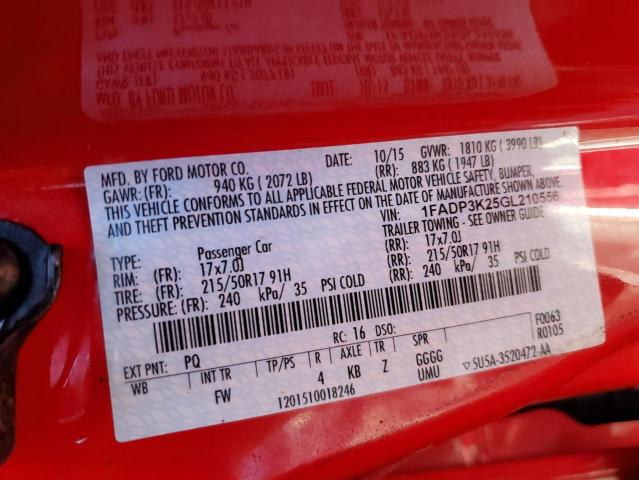 MFD. BY FORD MOTOR CO.
DATE: 10/15 GVWR: 1810 KG ( 3990 LB)
GAWR: (FR): 940 KG ( 2072 LB) (RR): 883 KG ( 1947 LB)
THIS VEHICLE CONFORMS TO ALL APPLICABLE FEDERAL MOTOR VEHICLE SAFETY, BUMPER,
AND THEFT PREVENTION STANDARDS IN EFFECT ON THE DATE OF MANUFACTURE SHOWN ABOVE.
VIN: 1FADP3K25GL210556
TYPE: Passenger Car TRAILER TOWING - SEE OWNER GUIDE
RIM: (FR): 17x7.0J (RR): 17x7.0J
TIRE: (FR): 215/50R17 91H (RR): 215/50R17 91H
PRESSURE: (FR): 240 kPa/ 35 PSI COLD (RR): 240 kPa/ 35 PSI COLD
F0063
RC: 16 DSO: R0105
EXT PNT: PQ
WB INT TR TP/PS R AXLE TR SPR
FW 4 KB Z GGGG
UMU
1201510018246
▽5U5A-3520472-AA